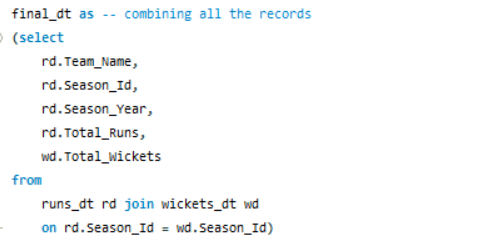 final_dt as -- combining all the records
(select
rd.Team_Name,
rd.Season_Id,
rd.Season_Year,
rd.Total_Runs,
wd.Total_Wickets
from
runs_dt rd join wickets_dt wd
on rd.Season_Id = wd.Season_Id)